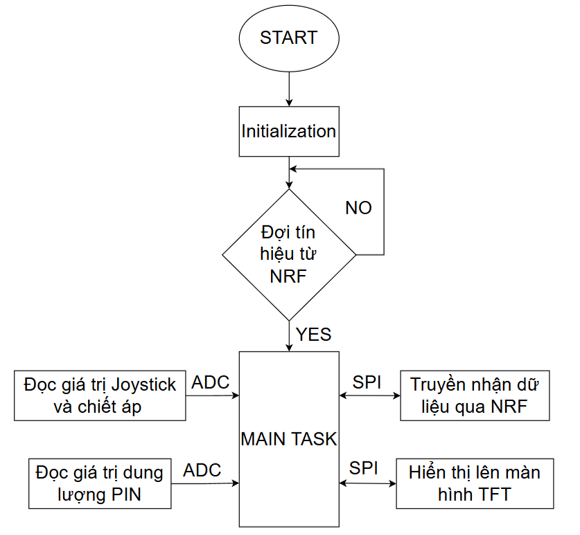 START
Initialization
NO
Đợi tín
hiệu từ
NRF
YES
Đọc giá trị Joystick
và chiết áp
ADC
MAIN TASK
SPI
Truyền nhận dữ
liệu qua NRF
Đọc giá trị dung
lượng PIN
ADC
SPI
Hiển thị lên màn
hình TFT